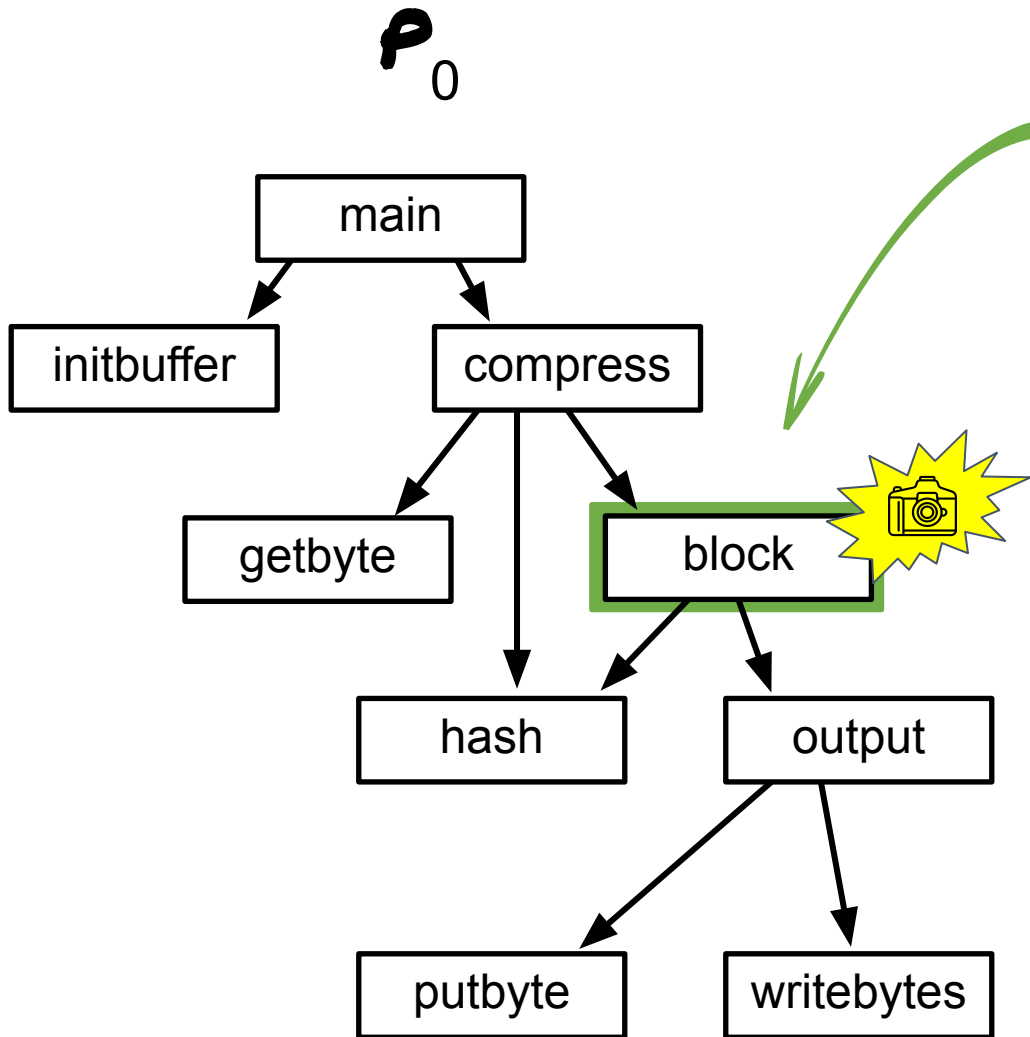 𝓟0
main
initbuffer
compress
getbyte
block
hash
output
putbyte
writebytes